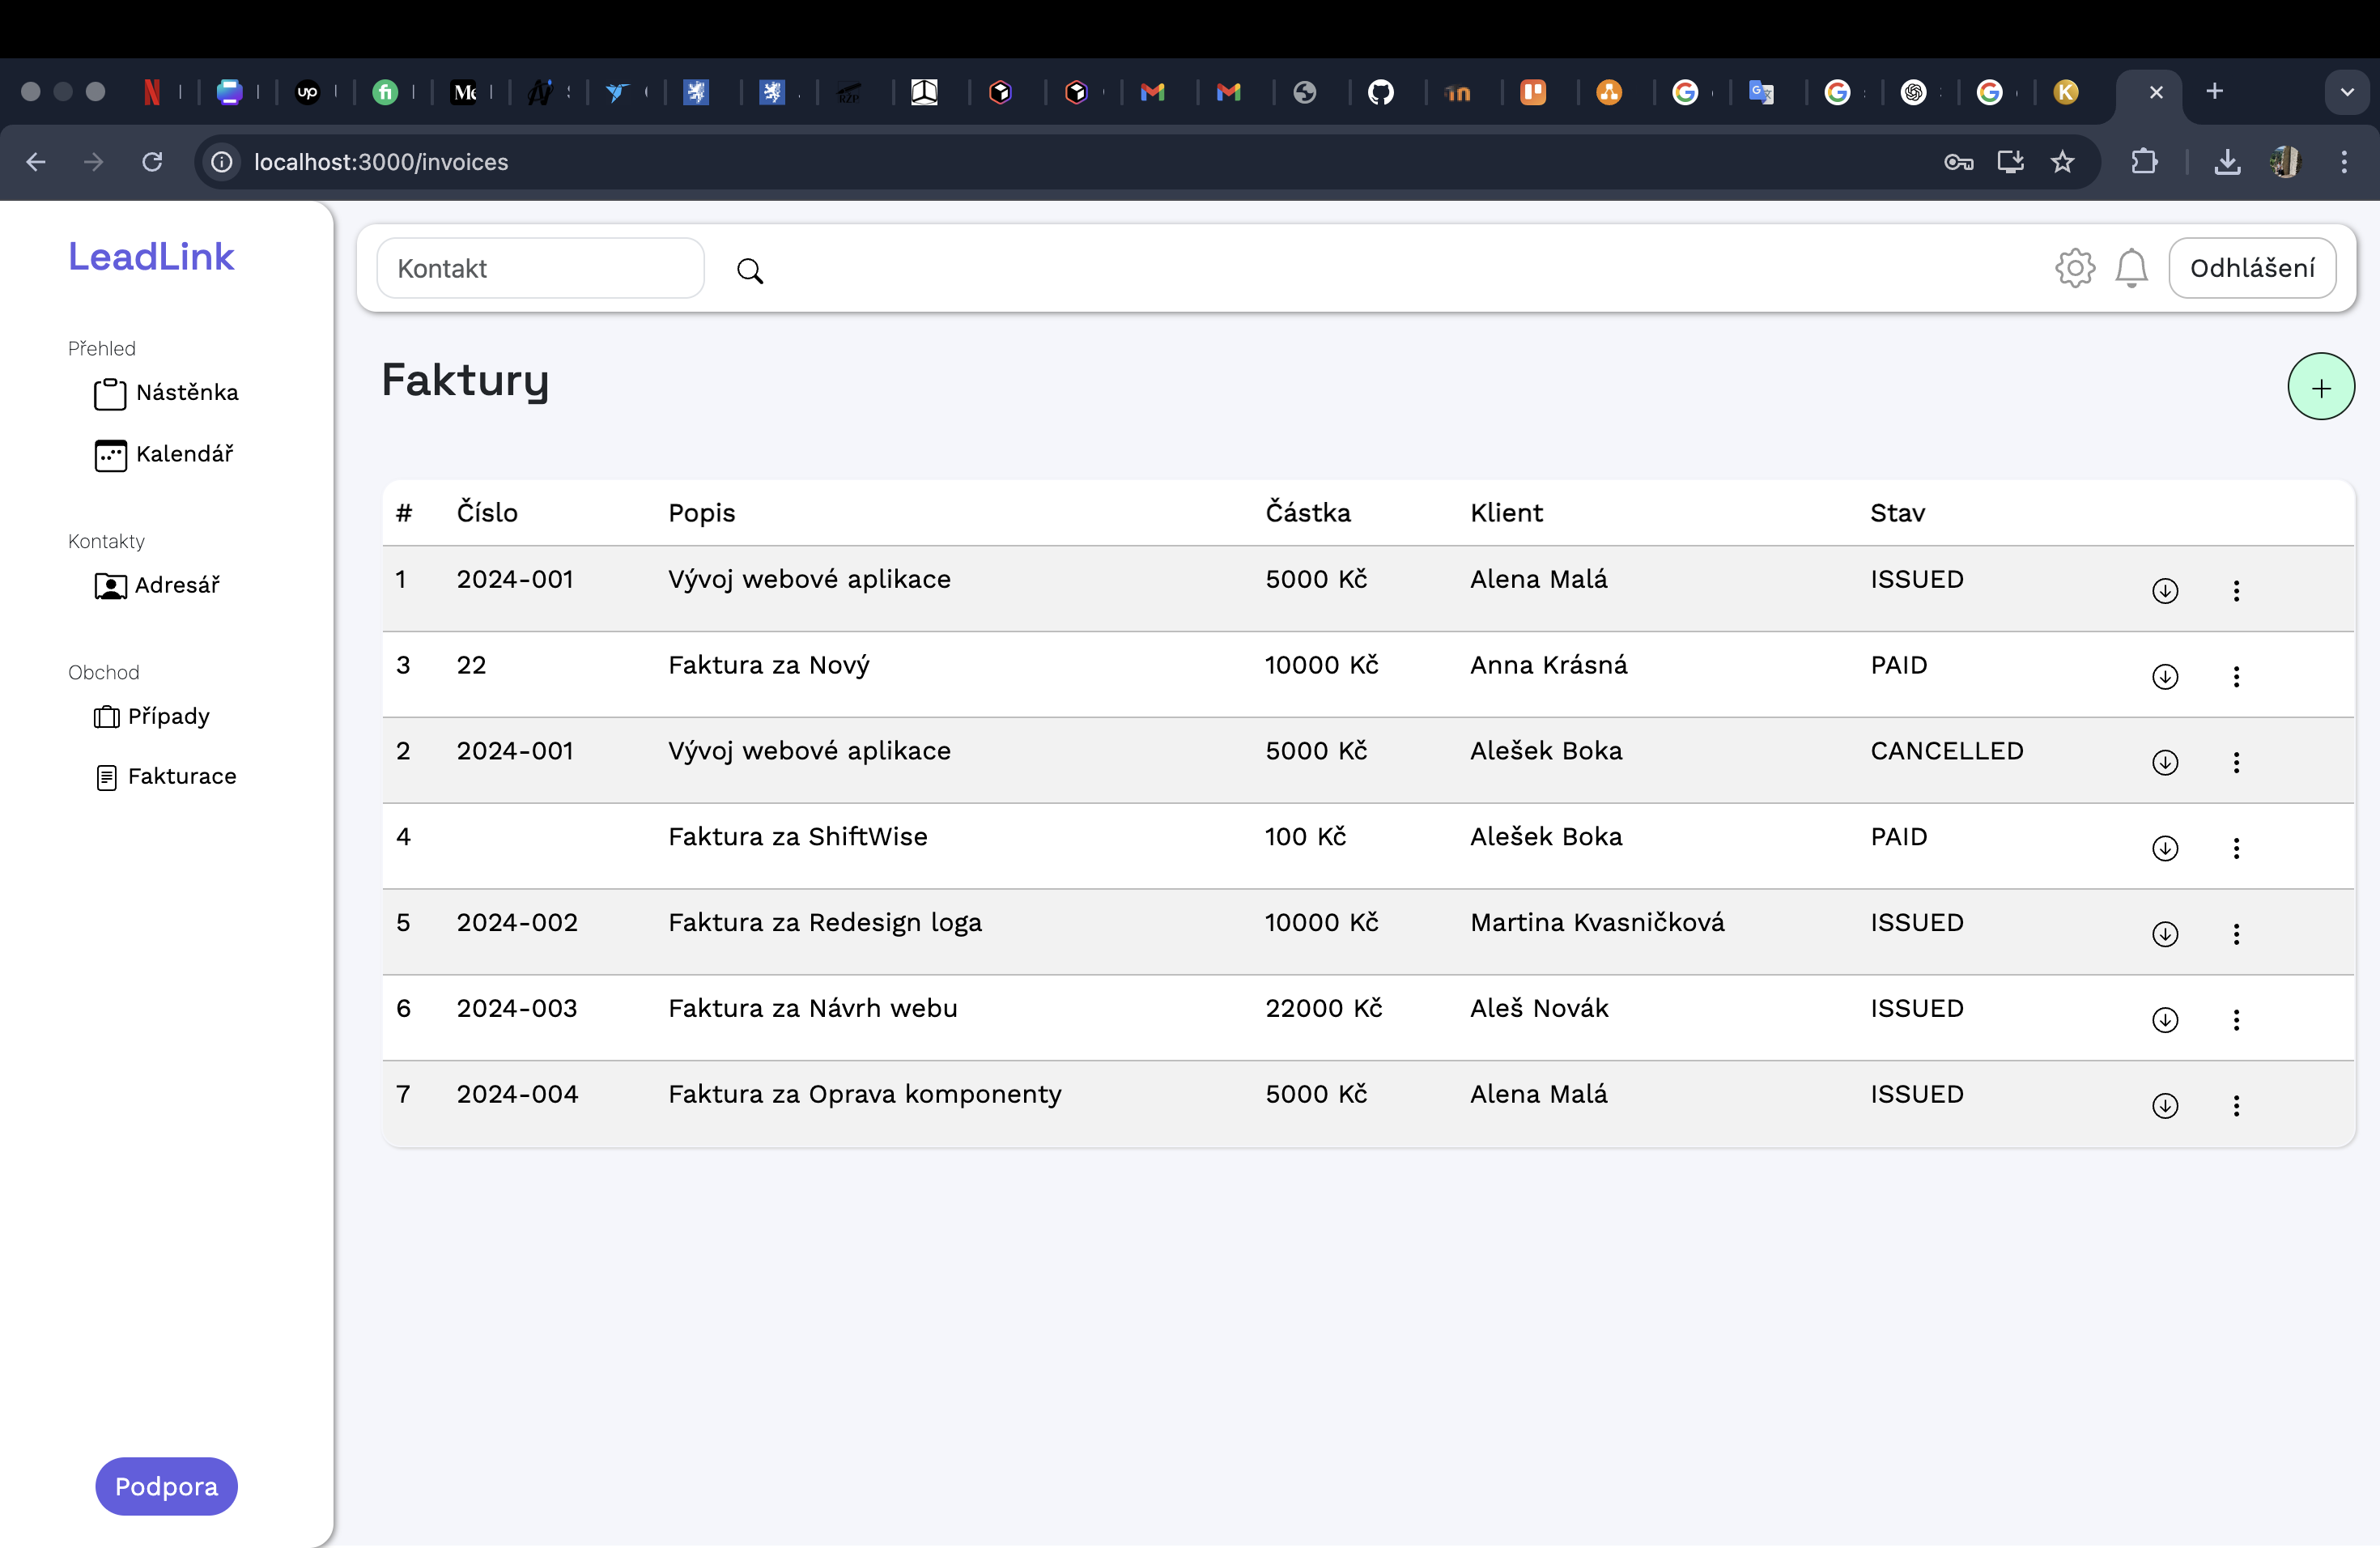 localhost:3000/invoices
LeadLink
Kontakt
Odhlášení
Přehled
Nástěnka
Kalendář
Kontakty
Adresář
Obchod
Případy
Fakturace
Podpora
Faktury
# Číslo Popis Částka Klient Stav
1 2024-001 Vývoj webové aplikace 5000 Kč Alena Malá ISSUED
3 22 Faktura za Nový 10000 Kč Anna Krásná PAID
2 2024-001 Vývoj webové aplikace 5000 Kč Alešek Boka CANCELLED
4 Faktura za ShiftWise 100 Kč Alešek Boka PAID
5 2024-002 Faktura za Redesign loga 10000 Kč Martina Kvasničková ISSUED
6 2024-003 Faktura za Návrh webu 22000 Kč Aleš Novák ISSUED
7 2024-004 Faktura za Oprava komponenty 5000 Kč Alena Malá ISSUED